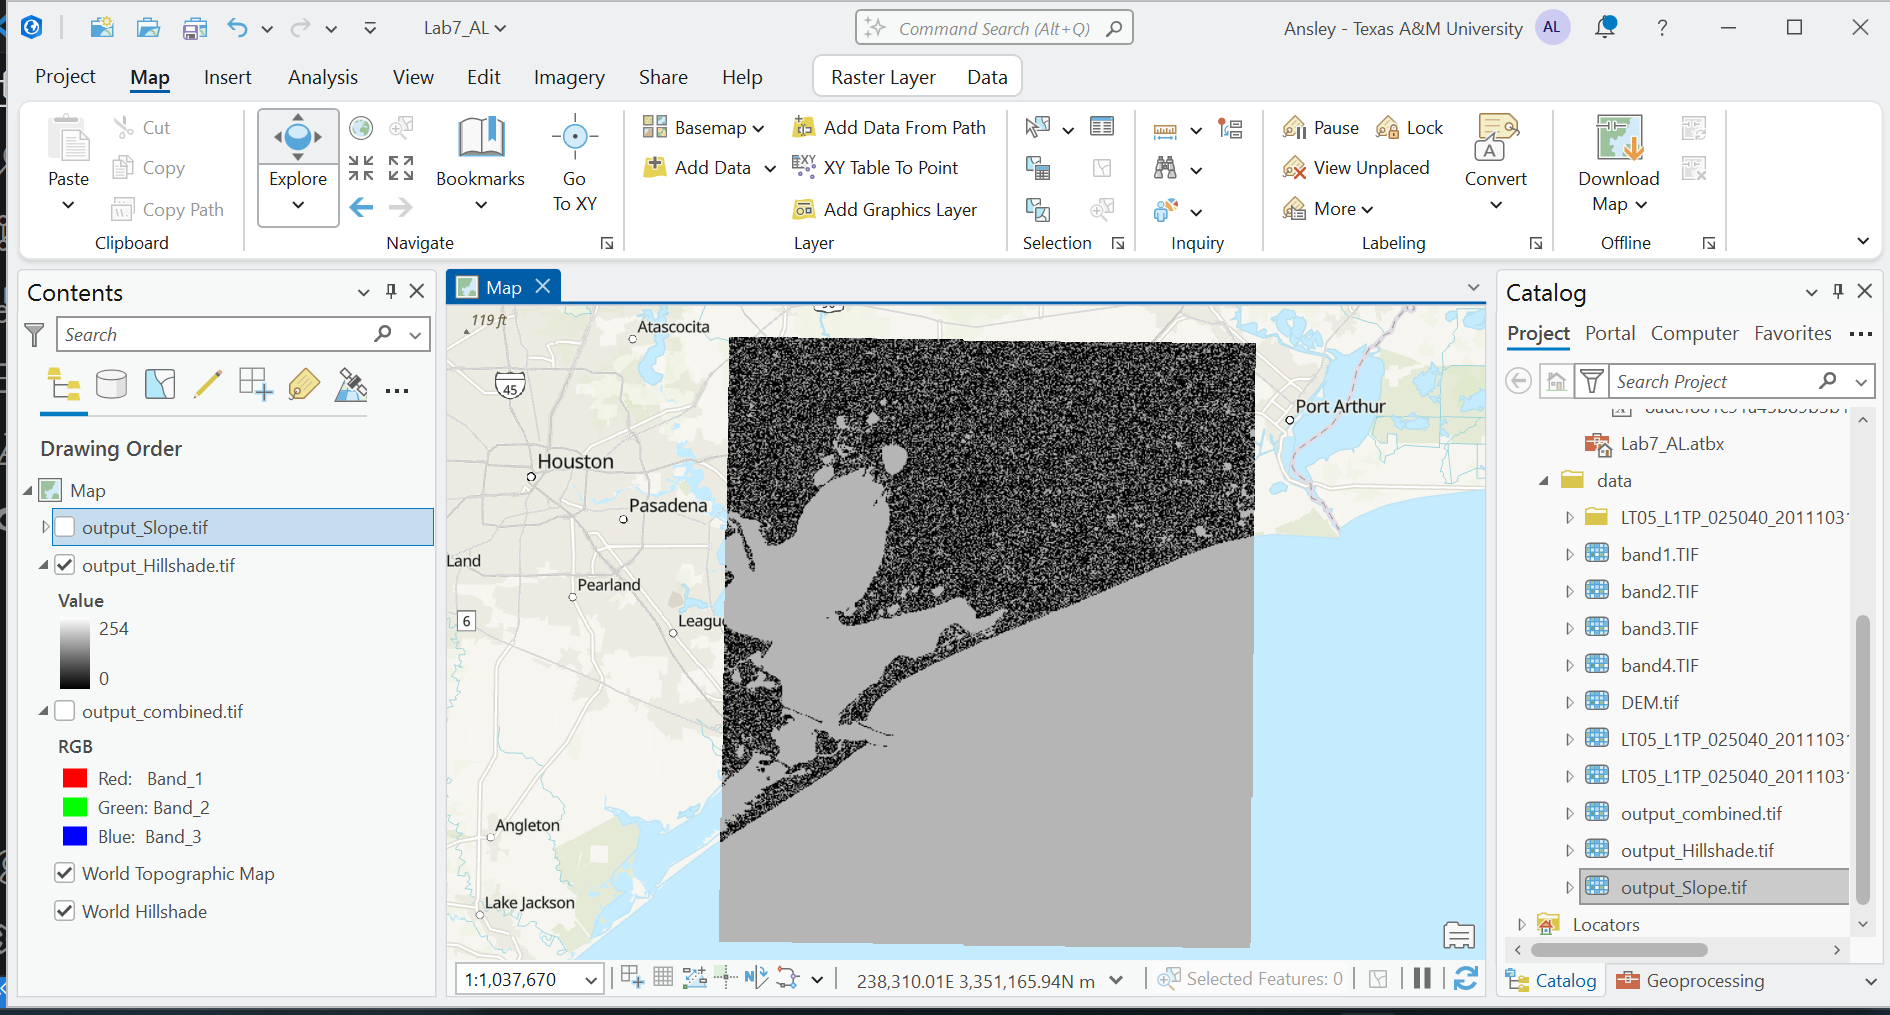 Lab7_AL
Command Search (Alt+Q)
Ansley - Texas A&M University
AL
?
Project
Map
Insert
Analysis
View
Edit
Imagery
Share
Help
Raster Layer
Data
Paste
Cut
Copy
Copy Path
Clipboard
Explore
Bookmarks
Go
To XY
Navigate
Basemap
Add Data
Add Data From Path
XY Table To Point
Add Graphics Layer
Layer
Selection
Inquiry
Pause
Lock
View Unplaced
More
Labeling
Convert
Download
Map
Offline
Contents
Search
Drawing Order
Map
output_Slope.tif
output_Hillshade.tif
Value
254
0
output_combined.tif
RGB
Red: Band_1
Green: Band_2
Blue: Band_3
World Topographic Map
World Hillshade
Map
119 ft
Atascocita
45
Houston
Pasadena
Port Arthur
Land
Pearland
6
Leagu
Angleton
Lake Jackson
1:1,037,670
238,310.01E 3,351,165.94N m
Selected Features: 0
Catalog
Project
Portal
Computer
Favorites
Search Project
Lab7_AL.atbx
data
LT05_L1TP_025040_2011103
band1.TIF
band2.TIF
band3.TIF
band4.TIF
DEM.tif
LT05_L1TP_025040_2011103
LT05_L1TP_025040_2011103
output_combined.tif
output_Hillshade.tif
output_Slope.tif
Locators
Catalog
Geoprocessing